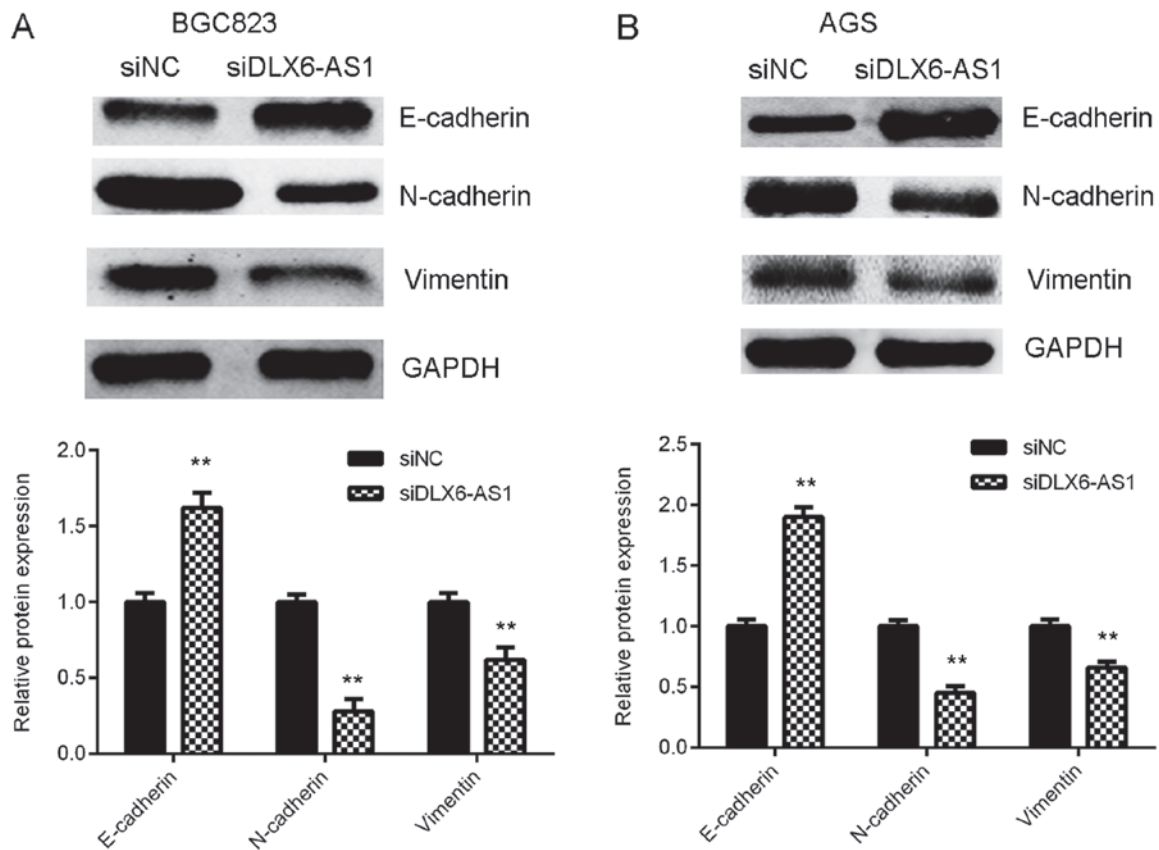 A BGC823
siNC siDLX6-AS1
E-cadherin
N-cadherin
Vimentin
GAPDH
2.0
1.5
1.0
0.5
0.0
Relative protein expression
siNC
siDLX6-AS1
**
**
**
E-cadherin
N-cadherin
Vimentin
B AGS
siNC siDLX6-AS1
E-cadherin
N-cadherin
Vimentin
GAPDH
2.5
2.0
1.5
1.0
0.5
0.0
Relative protein expression
siNC
siDLX6-AS1
**
**
**
E-cadherin
N-cadherin
Vimentin